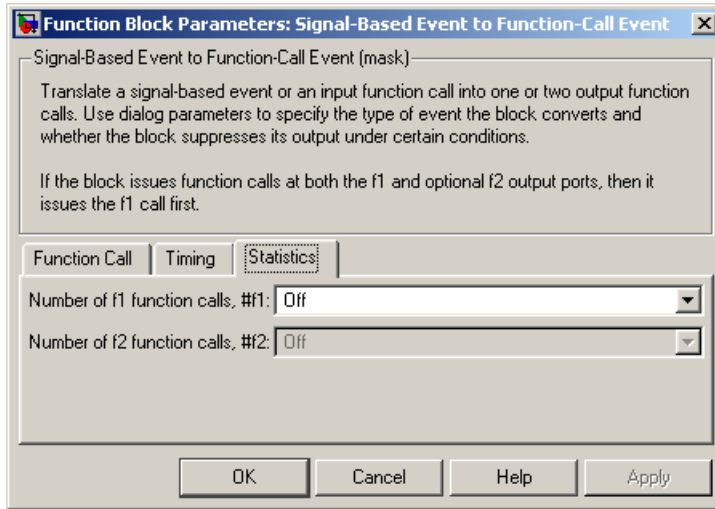 Function Block Parameters: Signal-Based Event to Function-Call Event
Signal-Based Event to Function-Call Event (mask)
Translate a signal-based event or an input function call into one or two output function
calls. Use dialog parameters to specify the type of event the block converts and
whether the block suppresses its output under certain conditions.
If the block issues function calls at both the f1 and optional f2 output ports, then it
issues the f1 call first.
Function Call Timing Statistics
Number of f1 function calls, #f1: Off
Number of f2 function calls, #f2: Off
OK Cancel Help Apply